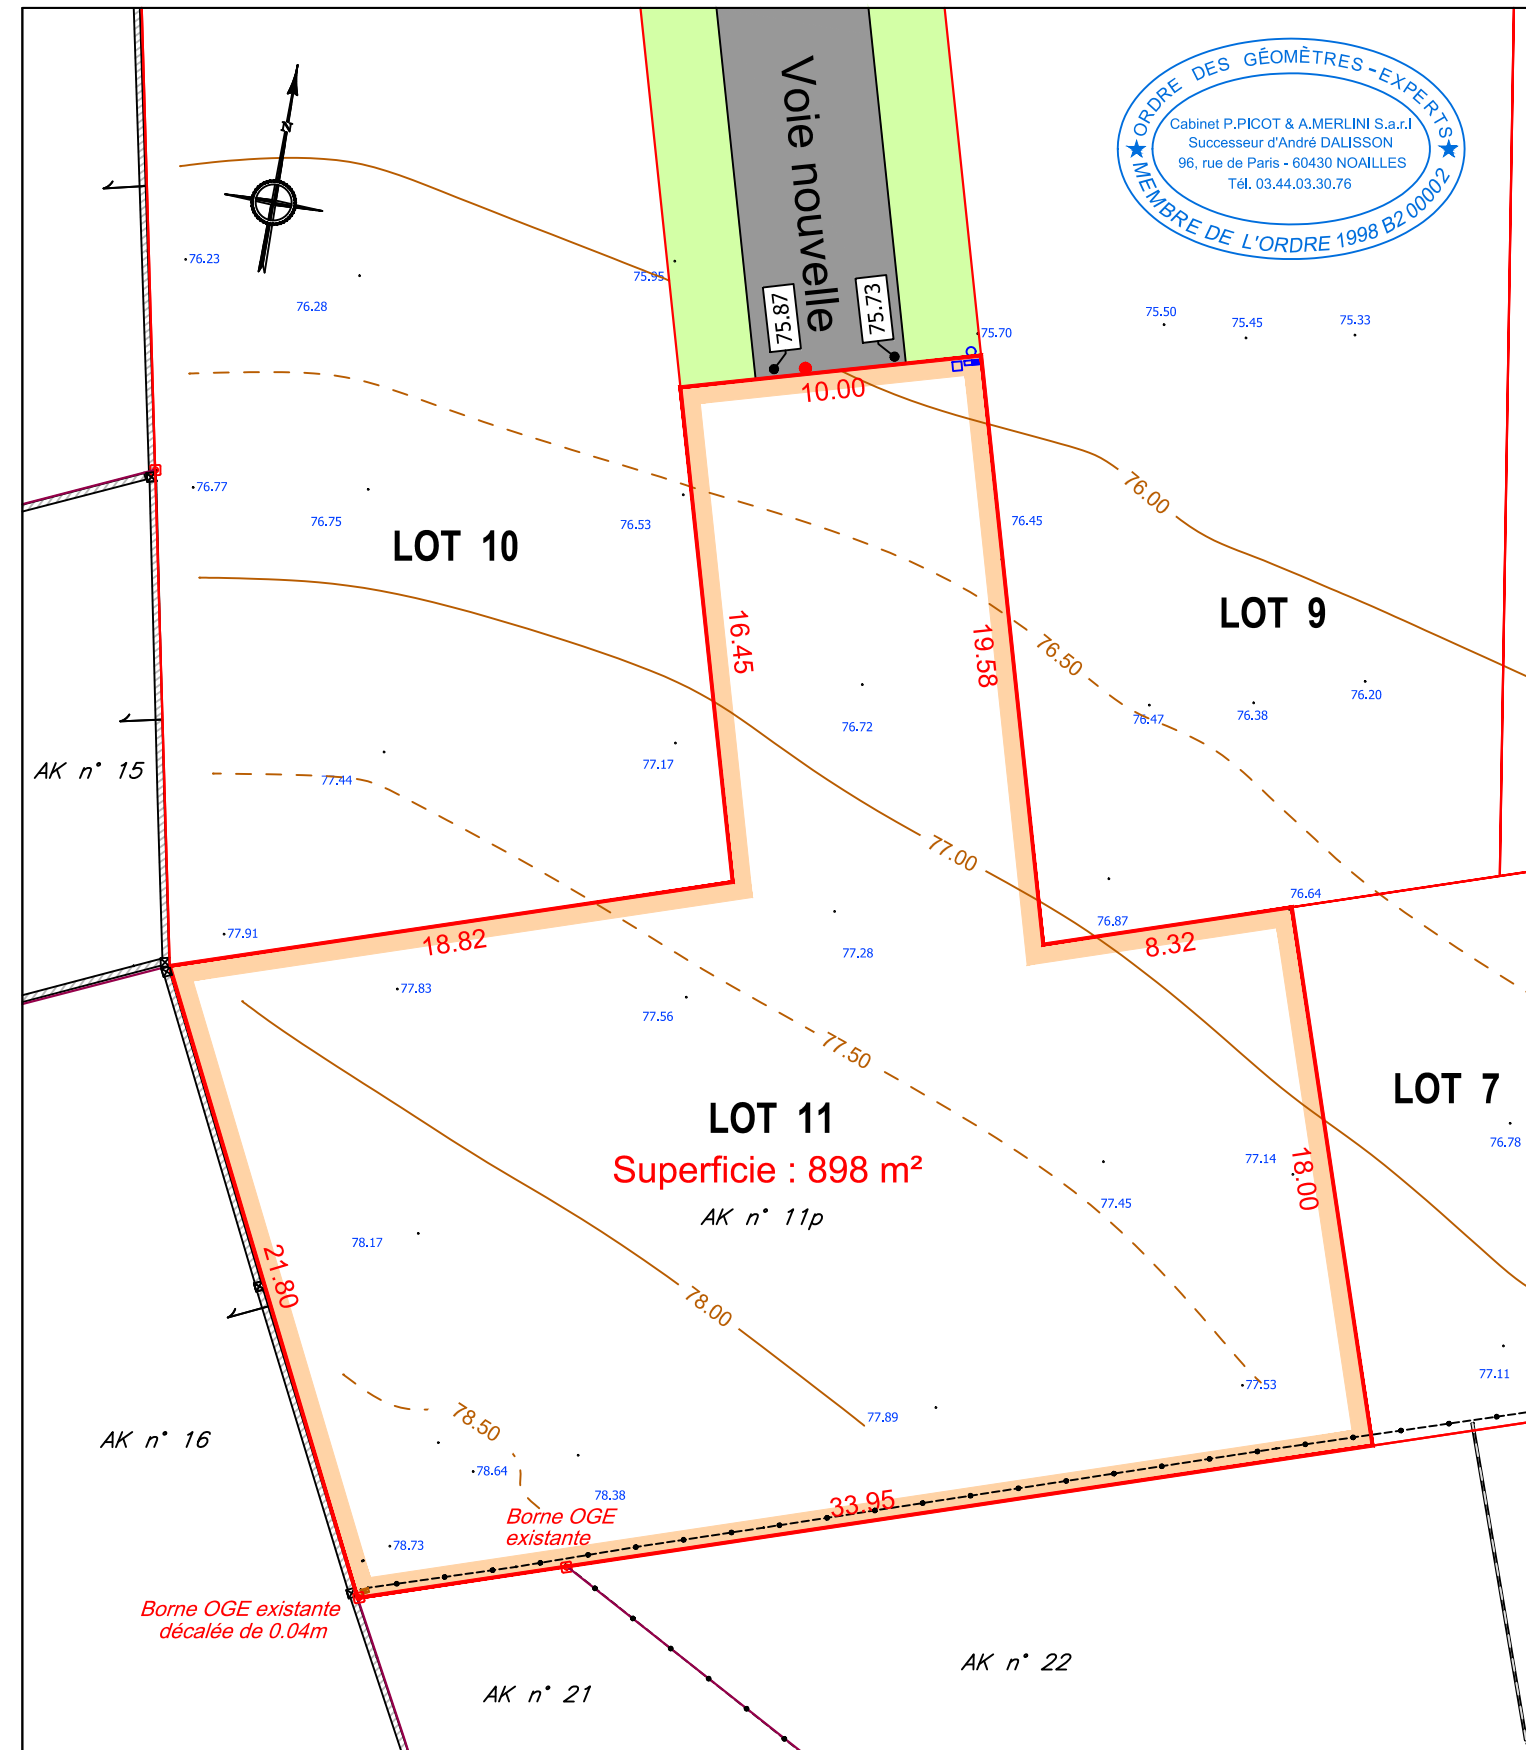 Voie nouvelle
ORDRE DES GÉOMÈTRES-EXPERTS
Cabinet P.PICOT & A.MERLINI S.a.r.l
Successeur d'André DALISSON
96, rue de Paris - 60430 NOAILLES
Tél. 03.44.03.30.76
MEMBRE DE L'ORDRE 1998 B2 00002
N
76.23
76.28
75.95
75.87
75.73
75.70
75.50
75.45
75.33
10.00
76.77
76.75
76.53
76.45
76.00
LOT 10
LOT 9
16.45
19.58
76.50
76.72
76.47
76.38
76.20
AK n° 15
77.44
77.17
77.00
76.64
76.87
77.91
18.82
8.32
77.28
77.83
77.56
77.50
LOT 11
LOT 7
Superficie : 898 m²
AK n° 11p
77.14
76.78
18.00
77.45
78.17
21.80
78.00
77.53
77.11
77.89
78.50
AK n° 16
78.64
78.38
33.95
Borne OGE
existante
78.73
Borne OGE existante
décalée de 0.04m
AK n° 22
AK n° 21